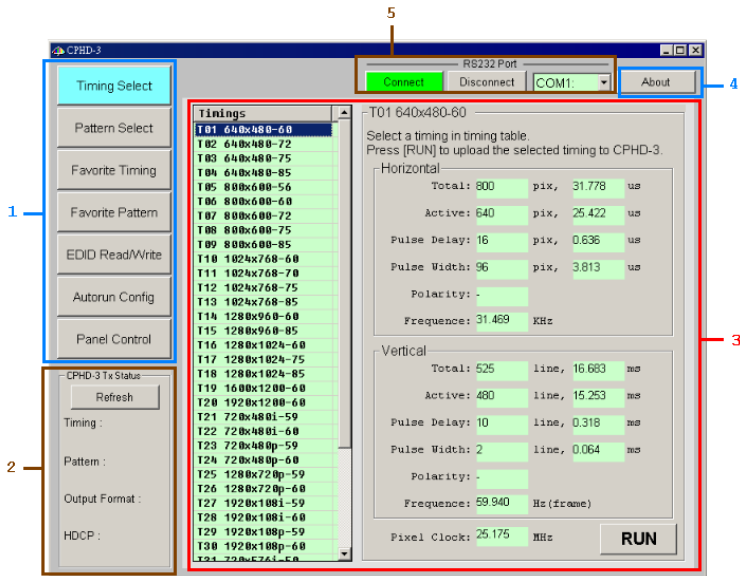 5
CPHD-3
RS232 Port
Connect Disconnect COM1:
About
4
1
Timing Select
Pattern Select
Favorite Timing
Favorite Pattern
EDID Read/Write
Autorun Config
Panel Control
2
CPHD-3 Tx Status
Refresh
Timing :
Pattern :
Output Format :
HDCP :
Timings
T01 640x480-60
T02 640x480-72
T03 640x480-75
T04 640x480-85
T05 800x600-56
T06 800x600-60
T07 800x600-72
T08 800x600-75
T09 800x600-85
T10 1024x768-60
T11 1024x768-70
T12 1024x768-75
T13 1024x768-85
T14 1280x960-60
T15 1280x960-85
T16 1280x1024-60
T17 1280x1024-75
T18 1280x1024-85
T19 1600x1200-60
T20 1920x1200-60
T21 720x480i-59
T22 720x480i-60
T23 720x480p-59
T24 720x480p-60
T25 1280x720p-59
T26 1280x720p-60
T27 1920x108i-59
T28 1920x108i-60
T29 1920x108p-59
T30 1920x108p-60
T31 720x576i-50
T01 640x480-60
Select a timing in timing table.
Press [RUN] to upload the selected timing to CPHD-3.
Horizontal
Total: 800 pix, 31.778 us
Active: 640 pix, 25.422 us
Pulse Delay: 16 pix, 0.636 us
Pulse Width: 96 pix, 3.813 us
Polarity: -
Frequence: 31.469 KHz
Vertical
Total: 525 line, 16.683 ms
Active: 480 line, 15.253 ms
Pulse Delay: 10 line, 0.318 ms
Pulse Width: 2 line, 0.064 ms
Polarity: -
Frequence: 59.940 Hz(frame)
Pixel Clock: 25.175 MHz
RUN
3